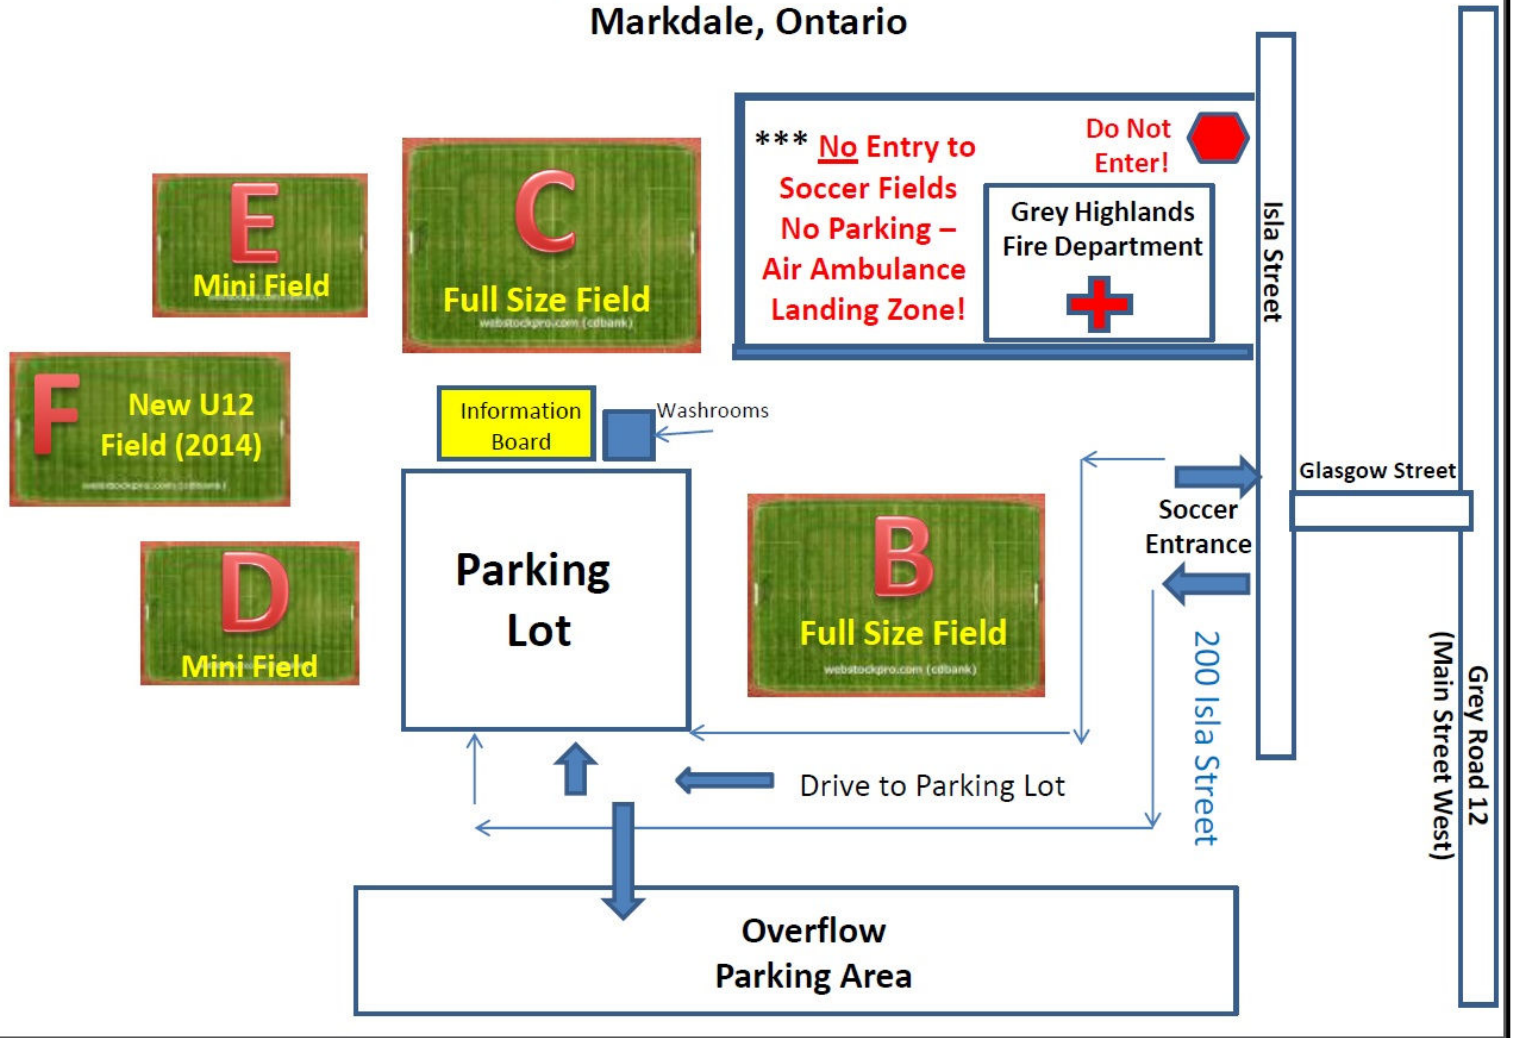 Markdale, Ontario
*** No Entry to
Soccer Fields
No Parking –
Air Ambulance
Landing Zone!
Do Not
Enter!
Grey Highlands
Fire Department
Isla Street
E
Mini Field
C
Full Size Field
webstockpro.com (cdbank)
F
New U12
Field (2014)
webstockpro.com (cdbank)
Information
Board
Washrooms
Glasgow Street
Soccer
Entrance
D
Mini Field
Parking
Lot
B
Full Size Field
webstockpro.com (cdbank)
200 Isla Street
Grey Road 12
(Main Street West)
Drive to Parking Lot
Overflow
Parking Area